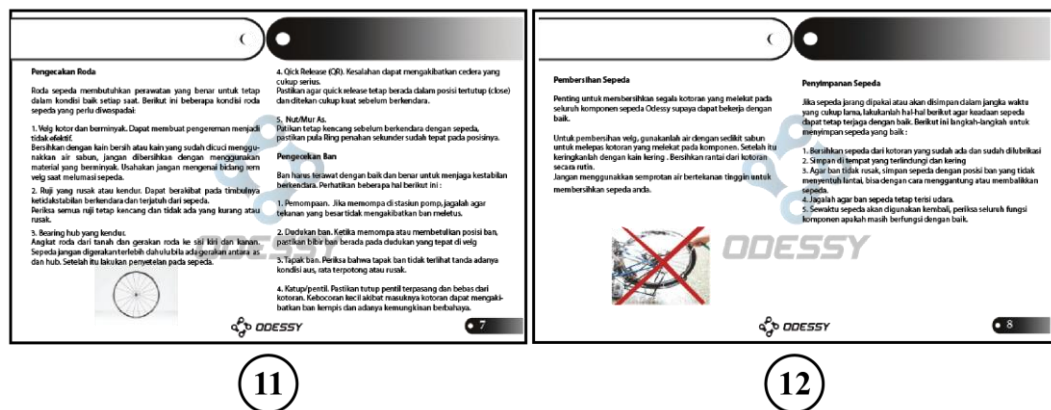 Pengecakan Roda
Roda sepeda membutuhkan perawatan yang benar untuk tetap
dalam kondisi baik setiap saat. Berikut ini beberapa kondisi roda
sepeda yang perlu diwaspadai:
1. Velg kotor dan berminyak. Dapat membuat pengereman menjadi
tidak efektif.
Bersihkan dengan kain bersih atau kain yang sudah dicuci menggu-
nakkan air sabun, jangan dibersihkan dengan menggunakan
material yang berminyak. Usahakan jangan mengenai bidang rem
velg saat melumasi sepeda.
2. Ruji yang rusak atau kendur. Dapat berakibat pada timbulnya
ketidakstabilan berkendara dan terjatuh dari sepeda.
Periksa semua ruji tetap kencang dan tidak ada yang kurang atau
rusak.
3. Bearing hub yang kendur.
Angkat roda dari tanah dan gerakan roda ke sisi kiri dan kanan.
Sepeda jangan digerakan terlebih dahulu bila ada gerakan antara as
dan hub. Setelah itu lakukan penyetelan pada sepeda.
4. Qick Release (QR). Kesalahan dapat mengakibatkan cedera yang
cukup serius.
Pastikan agar quick release tetap berada dalam posisi tertutup (close)
dan ditekan cukup kuat sebelum berkendara.
5. Nut/Mur As.
Patikan tetap kencang sebelum berkendara dengan sepeda,
pastikan pula Ring penahan sekunder sudah tepat pada posisinya.
Pengecekan Ban
Ban harus terawat dengan baik dan benar untuk menjaga kestabilan
berkendara. Perhatikan beberapa hal berikut ini :
1. Pemompaan. Jika memompa di stasiun pomp, jagalah agar
tekanan yang besar tidak mengakibatkan ban meletus.
2. Dudukan ban. Ketika memompa atau membetulkan posisi ban,
pastikan bibir ban berada pada dudukan yang tepat di velg
3. Tapak ban. Periksa bahwa tapak ban tidak terlihat tanda adanya
kondisi aus, rata terpotong atau rusak.
4. Katup/pentil. Pastikan tutup pentil terpasang dan bebas dari
kotoran. Kebocoran kecil akibat masuknya kotoran dapat mengaki-
batkan ban kempis dan adanya kemungkinan berbahaya.
ODESSY
ODESSY
7
11
Pembersihan Sepeda
Penting untuk membersihkan segala kotoran yang melekat pada
seluruh komponen sepeda Odessy supaya dapat bekerja dengan
baik.
Untuk pembersihan velg, gunakanlah air dengan sedikit sabun
untuk melepas kotoran yang melekat pada komponen. Setelah itu
keringkanlah dengan kain kering . Bersihkan rantai dari kotoran
secara rutin.
Jangan menggunakkan semprotan air bertekanan tinggin untuk
membersihkan sepeda anda.
Penyimpanan Sepeda
Jika sepeda jarang dipakai atau akan disimpan dalam jangka waktu
yang cukup lama, lakukanlah hal-hal berikut agar keadaan sepeda
dapat tetap terjaga dengan baik. Berikut ini langkah-langkah untuk
menyimpan sepeda yang baik :
1. Bersihkan sepeda dari kotoran yang sudah ada dan sudah dilubrikasi
2. Simpan di tempat yang terlindungi dan kering
3. Agar ban tidak rusak, simpan sepeda dengan posisi ban yang tidak
menyentuh lantai, bisa dengan cara menggantung atau membalikkan
sepeda.
4. Jagalah agar ban sepeda tetap terisi udara.
5. Sewaktu sepeda akan digunakan kembali, periksa seluruh fungsi
komponen apakah masih berfungsi dengan baik.
ODESSY
ODESSY
8
12